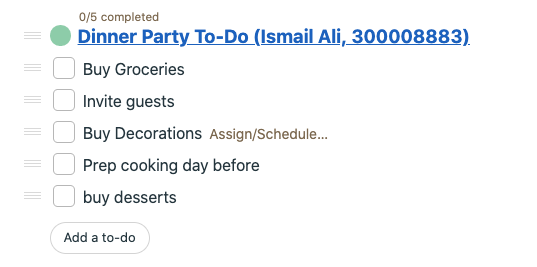 0/5 completed
Dinner Party To-Do (Ismail Ali, 300008883)
Buy Groceries
Invite guests
Buy Decorations Assign/Schedule...
Prep cooking day before
buy desserts
Add a to-do